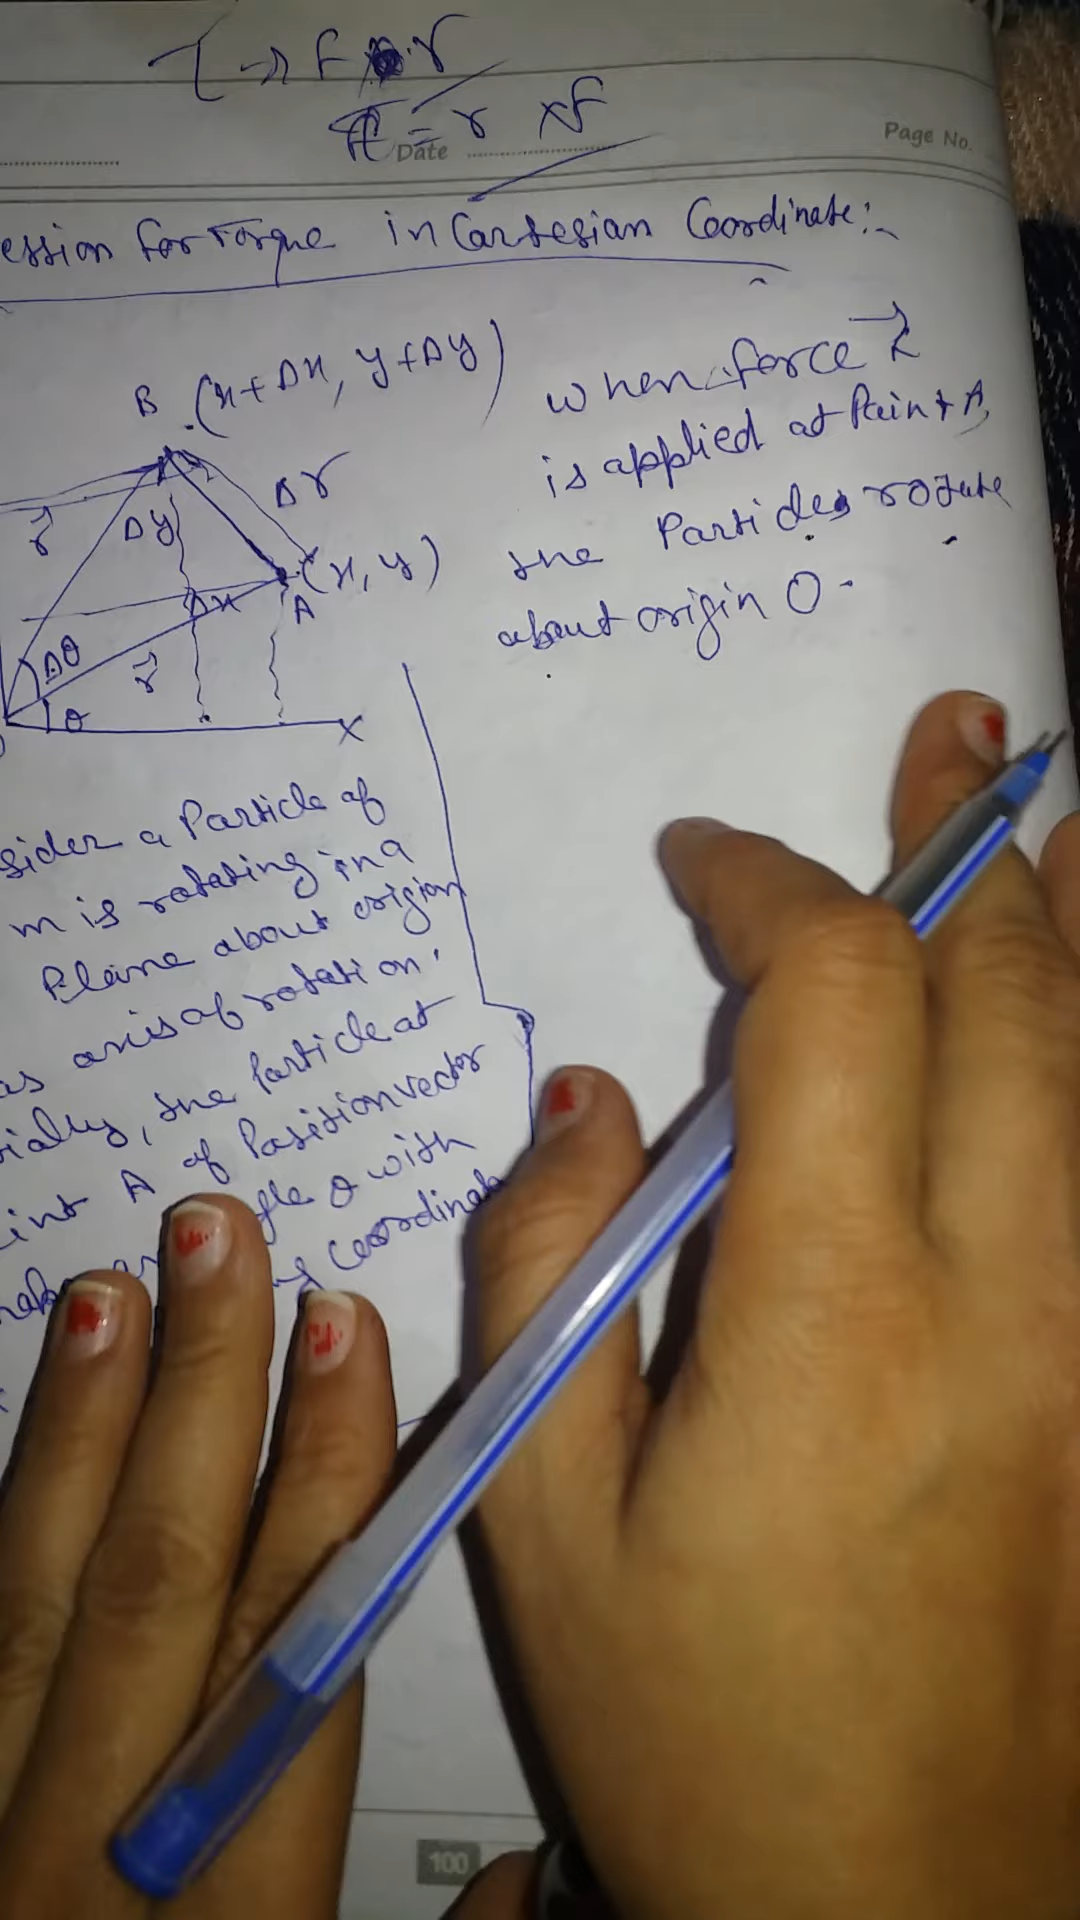 τ → F r
τ = r × F
Date
Page No.
ession for Torque in Cartesian Coordinate:-
B (x+Δx, y+Δy)
Δr
r
Δy
(x, y)
Δx
A
Δθ
r
θ
X
sider a Particle of
m is rotating in a
Plane about origin
as axis of rotation.
ially, the Particle at
int A of Position vector
gle θ with
Coordinate
when force
is applied at Point A,
the Particles rotate
about origin O.
100